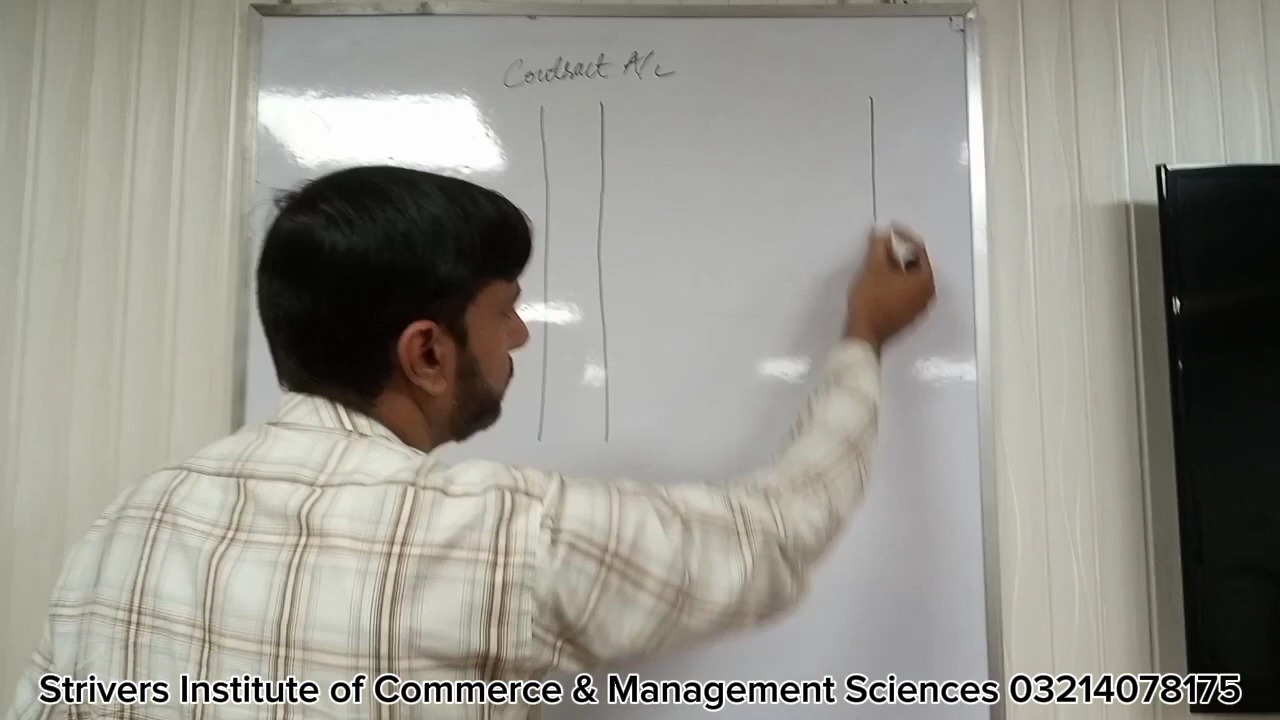 Contract A/c
Strivers Institute of Commerce & Management Sciences 03214078175